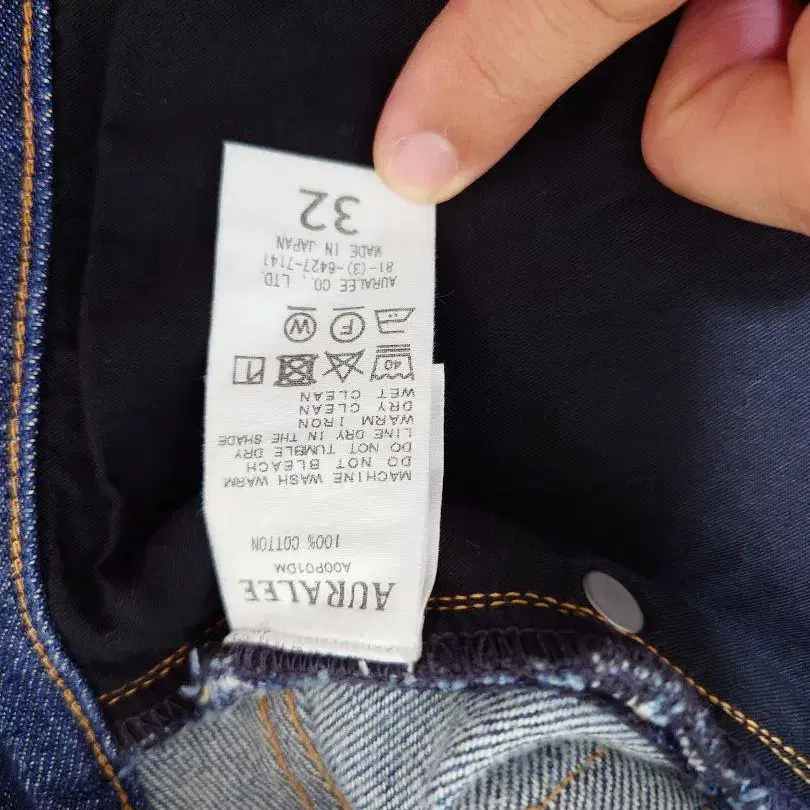 AURALEE
A00P01DM
100% COTTON
MACHINE WASH WARM
DO NOT BLEACH
DO NOT TUMBLE DRY
LINE DRY IN THE SHADE
WARM IRON
DRY CLEAN
WET CLEAN
40
F W
AURALEE CO., LTD.
81-(3)-6427-7141
MADE IN JAPAN
32